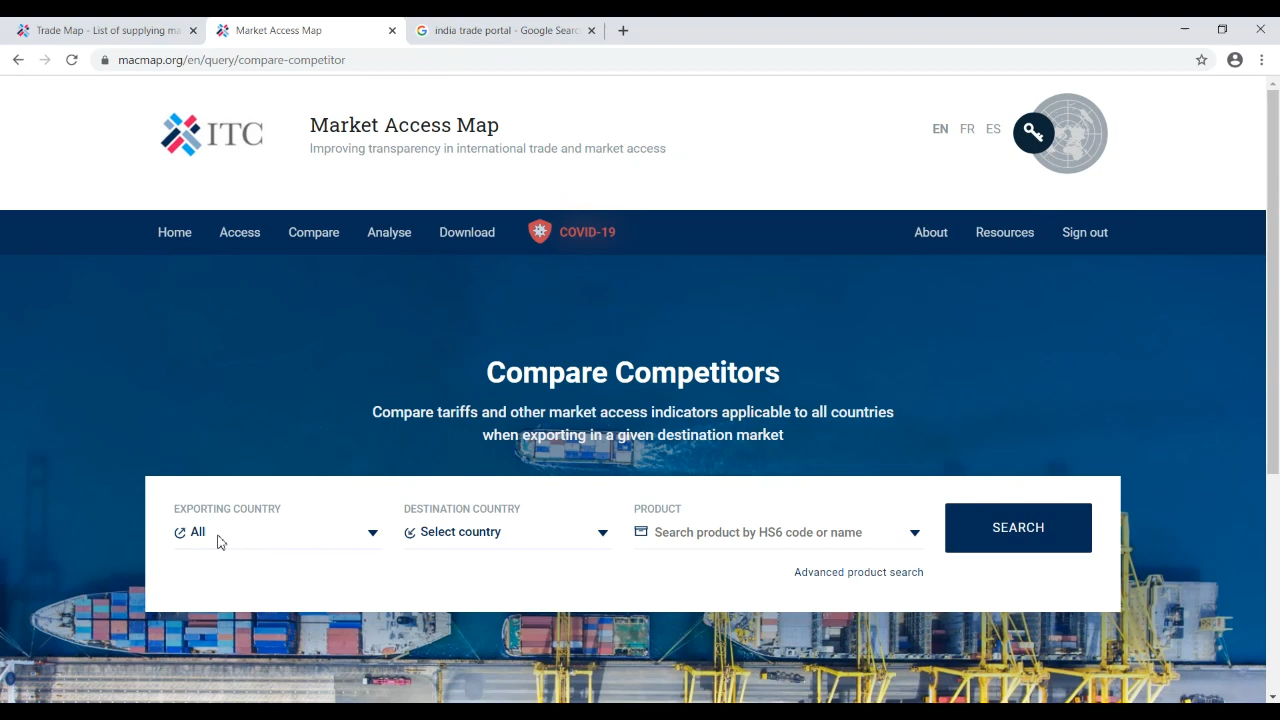 Trade Map - List of supplying ma
Market Access Map
india trade portal - Google Searc
macmap.org/en/query/compare-competitor
ITC
Market Access Map
Improving transparency in international trade and market access
EN FR ES
Home Access Compare Analyse Download COVID-19 About Resources Sign out
Compare Competitors
Compare tariffs and other market access indicators applicable to all countries
when exporting in a given destination market
EXPORTING COUNTRY DESTINATION COUNTRY PRODUCT
All Select country Search product by HS6 code or name SEARCH
Advanced product search